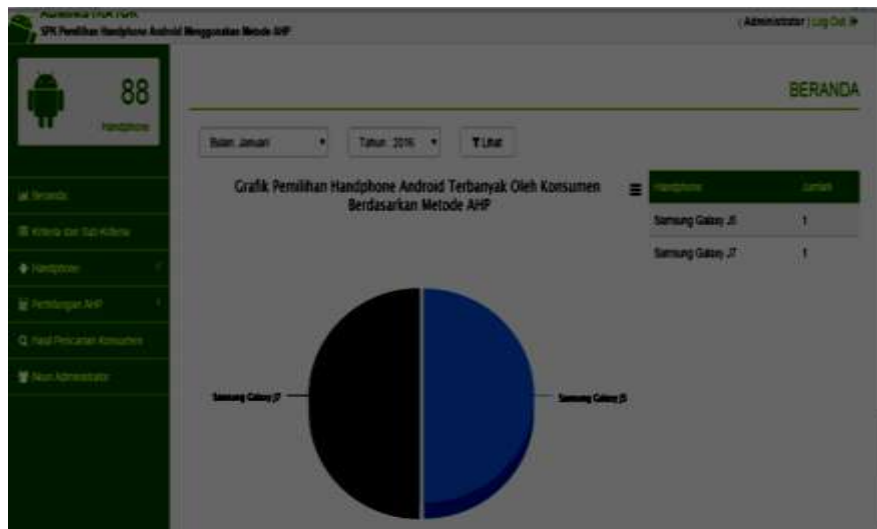 ADMINISTRATOR
SPK Pemilihan Handphone Android Menggunakan Metode AHP
( Administrator ) Log Out
88
Handphone
BERANDA
Bulan: Januari
Tahun: 2016
Lihat
Beranda
Kriteria dan Sub Kriteria
Handphone
Perhitungan AHP
Hasil Pencarian Konsumen
Akun Administrator
Grafik Pemilihan Handphone Android Terbanyak Oleh Konsumen
Berdasarkan Metode AHP
Handphone Jumlah
Samsung Galaxy J5 1
Samsung Galaxy J7 1
Samsung Galaxy J7
Samsung Galaxy J5